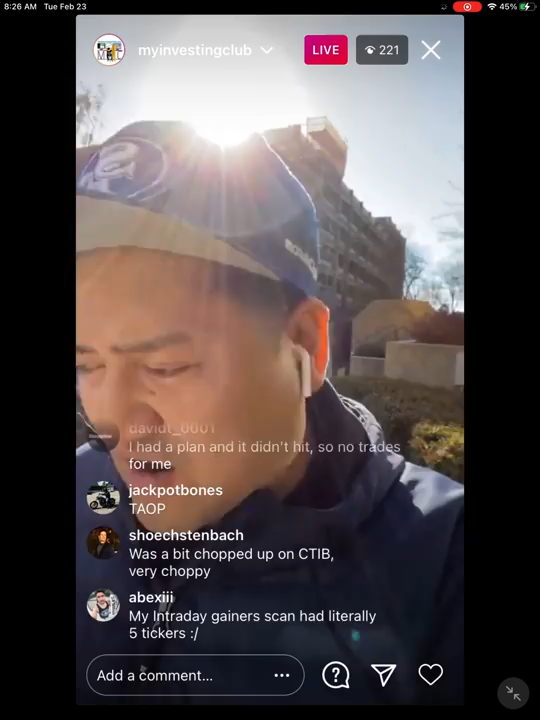 8:26 AM Tue Feb 23
45%
myinvestingclub
LIVE
221
davidt_0001
I had a plan and it didn't hit, so no trades
for me
jackpotbones
TAOP
shoechstenbach
Was a bit chopped up on CTIB,
very choppy
abexiii
My Intraday gainers scan had literally
5 tickers :/
Add a comment...